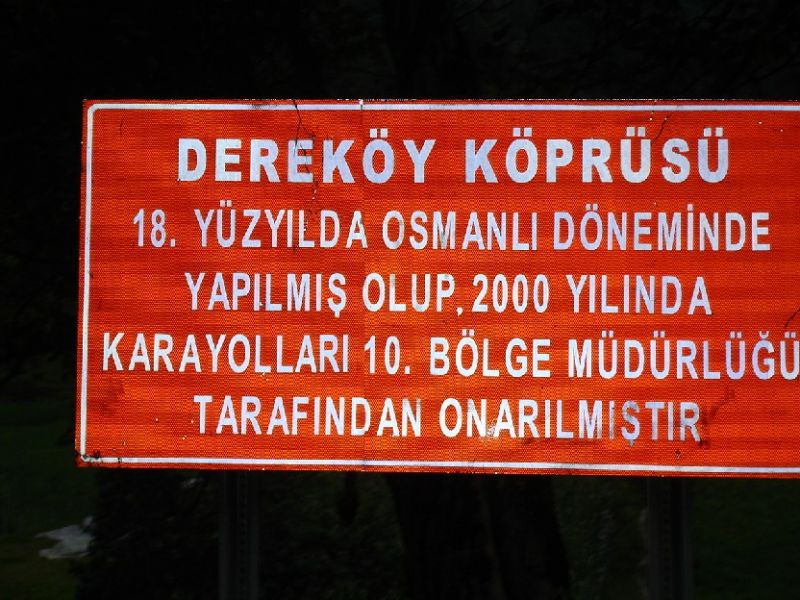 DEREKÖY KÖPRÜSÜ
18. YÜZYILDA OSMANLI DÖNEMİNDE
YAPILMIŞ OLUP, 2000 YILINDA
KARAYOLLARI 10. BÖLGE MÜDÜRLÜĞÜ
TARAFINDAN ONARILMIŞTIR